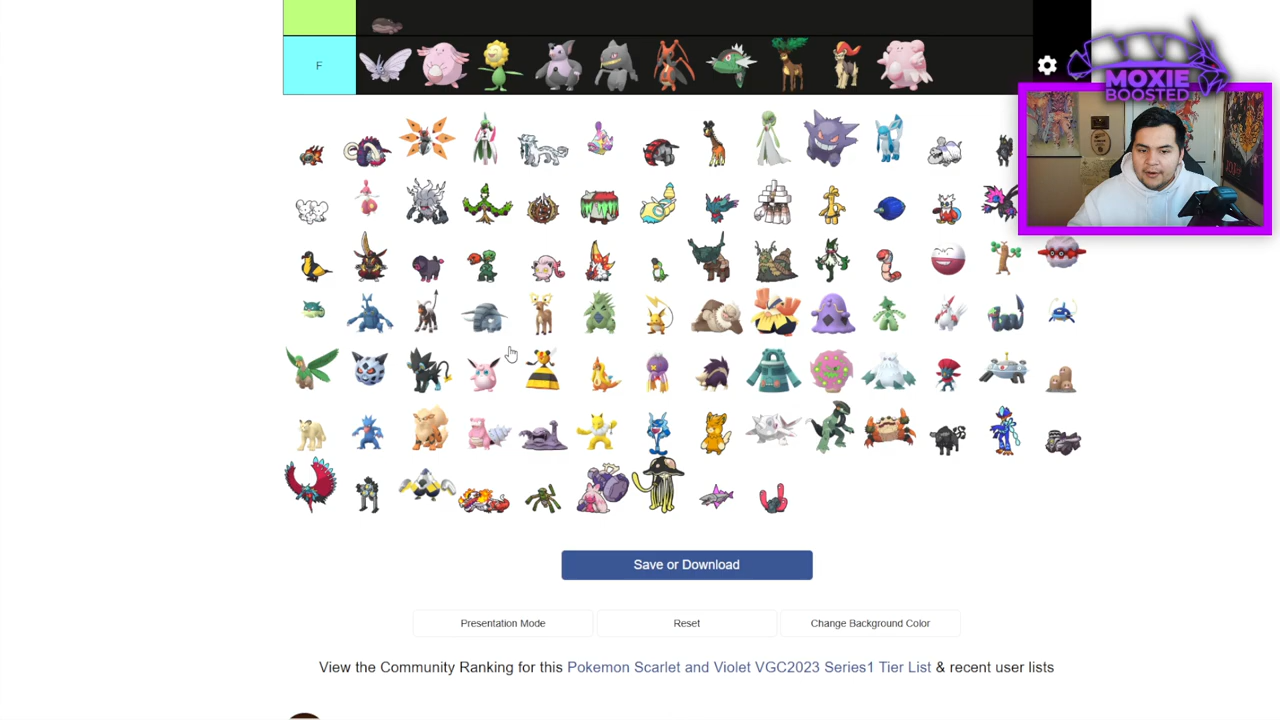 F
MOXIE
BOOSTED
Save or Download
Presentation Mode
Reset
Change Background Color
View the Community Ranking for this Pokemon Scarlet and Violet VGC2023 Series1 Tier List & recent user lists